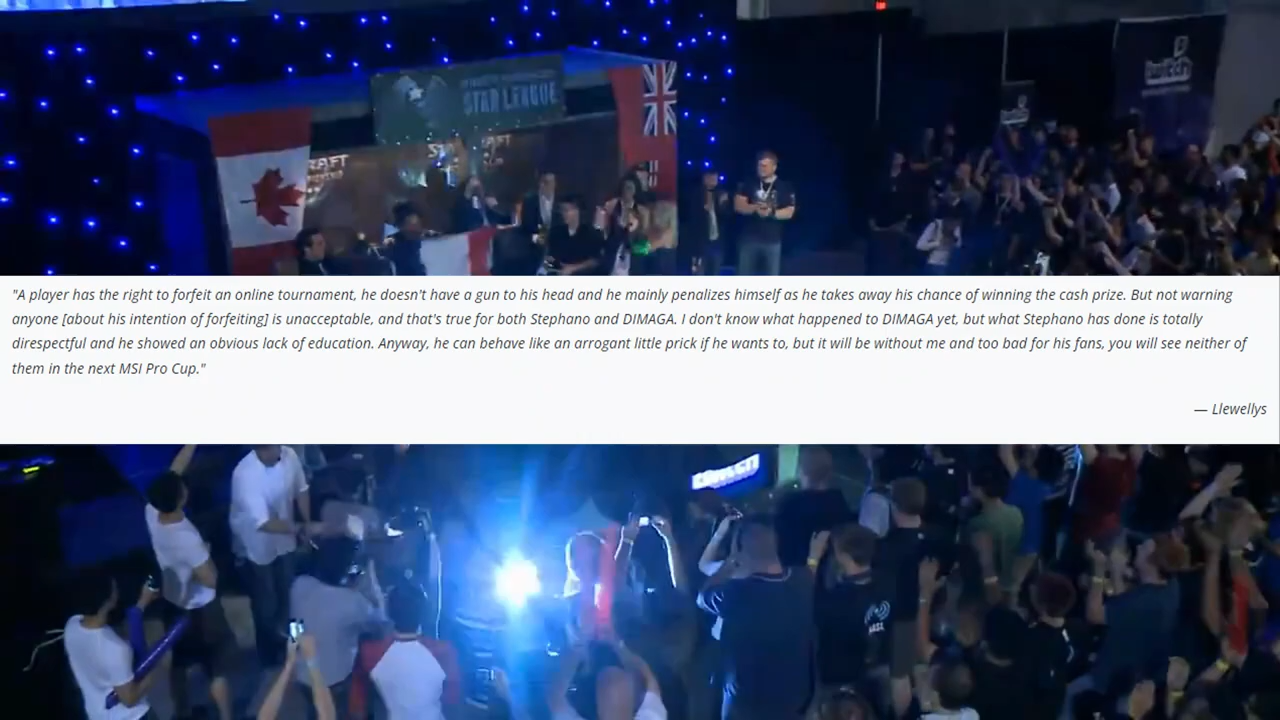 STAR LEAGUE
twitch
"A player has the right to forfeit an online tournament, he doesn't have a gun to his head and he mainly penalizes himself as he takes away his chance of winning the cash prize. But not warning
anyone [about his intention of forfeiting] is unacceptable, and that's true for both Stephano and DIMAGA. I don't know what happened to DIMAGA yet, but what Stephano has done is totally
direspectful and he showed an obvious lack of education. Anyway, he can behave like an arrogant little prick if he wants to, but it will be without me and too bad for his fans, you will see neither of
them in the next MSI Pro Cup."
— Llewellys